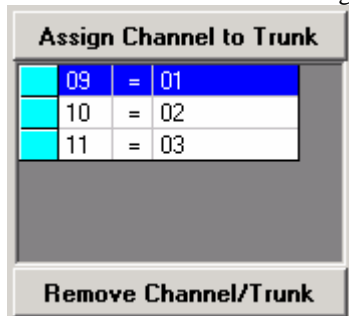 Assign Channel to Trunk
09 = 01
10 = 02
11 = 03
Remove Channel/Trunk